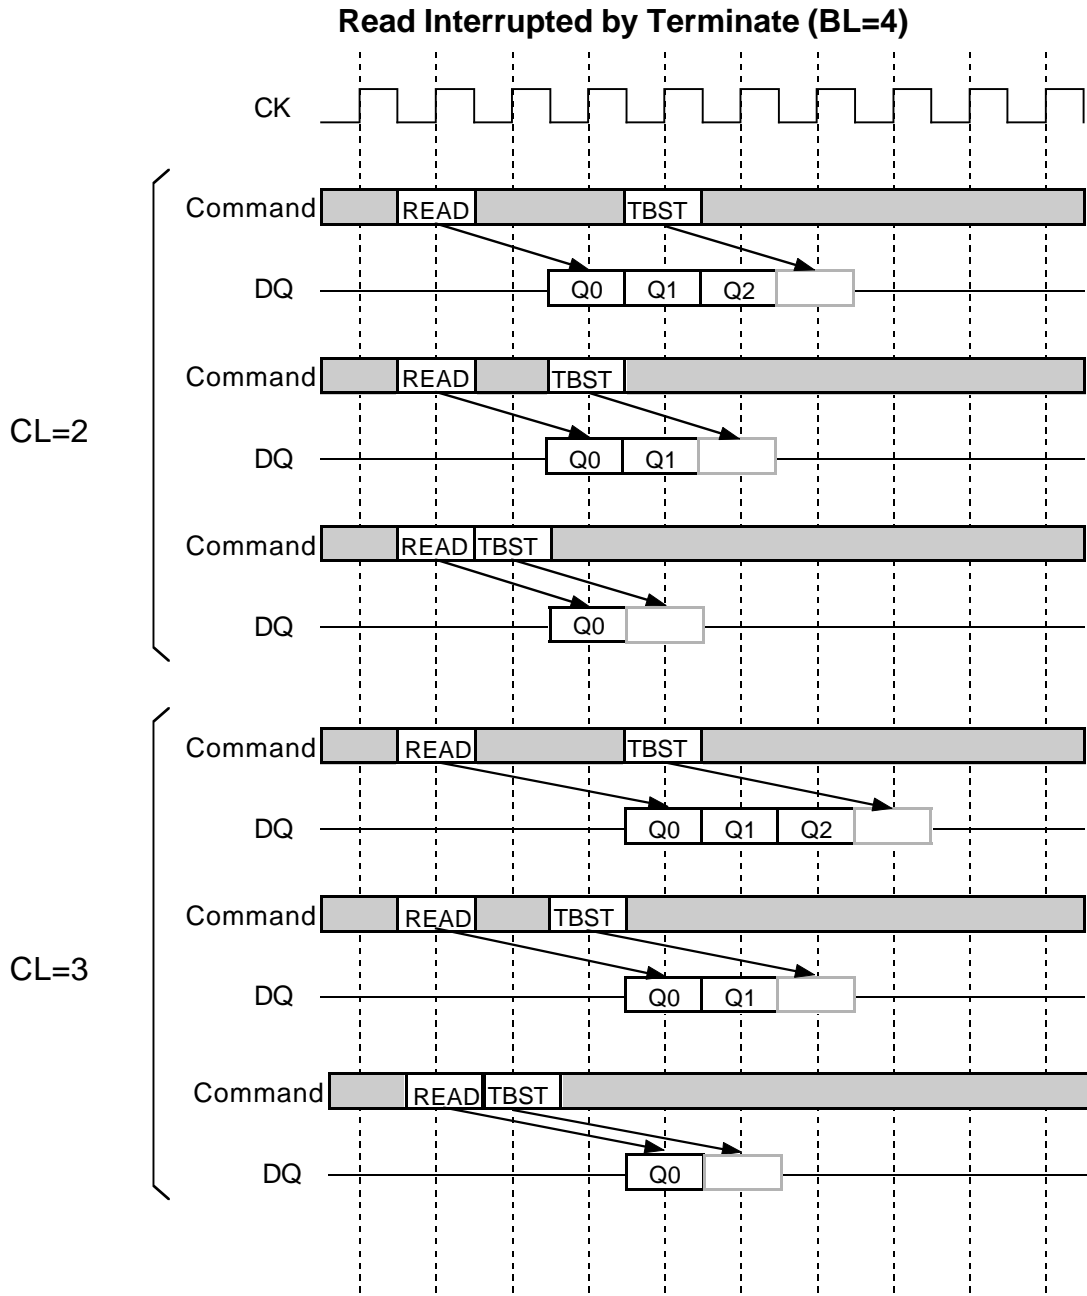 Read Interrupted by Terminate (BL=4)
CK
Command READ TBST
DQ Q0 Q1 Q2
Command READ TBST
CL=2
DQ Q0 Q1
Command READ TBST
DQ Q0
Command READ TBST
DQ Q0 Q1 Q2
Command READ TBST
CL=3
DQ Q0 Q1
Command READ TBST
DQ Q0